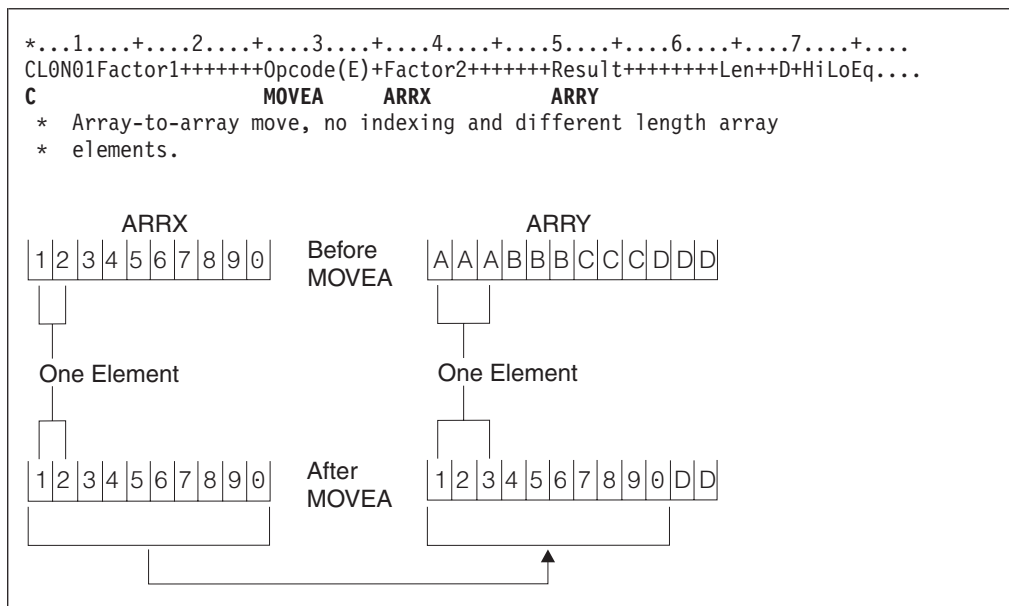 *...1....+....2....+....3....+....4....+....5....+....6....+....7....+....
CL0N01Factor1+++++++Opcode(E)+Factor2+++++++Result++++++++Len++D+HiLoEq....
C                   MOVEA     ARRX          ARRY
 *  Array-to-array move, no indexing and different length array
 *  elements.
ARRX ARRY
1 2 3 4 5 6 7 8 9 0 Before MOVEA A A A B B B C C C D D D
One Element One Element
1 2 3 4 5 6 7 8 9 0 After MOVEA 1 2 3 4 5 6 7 8 9 0 D D